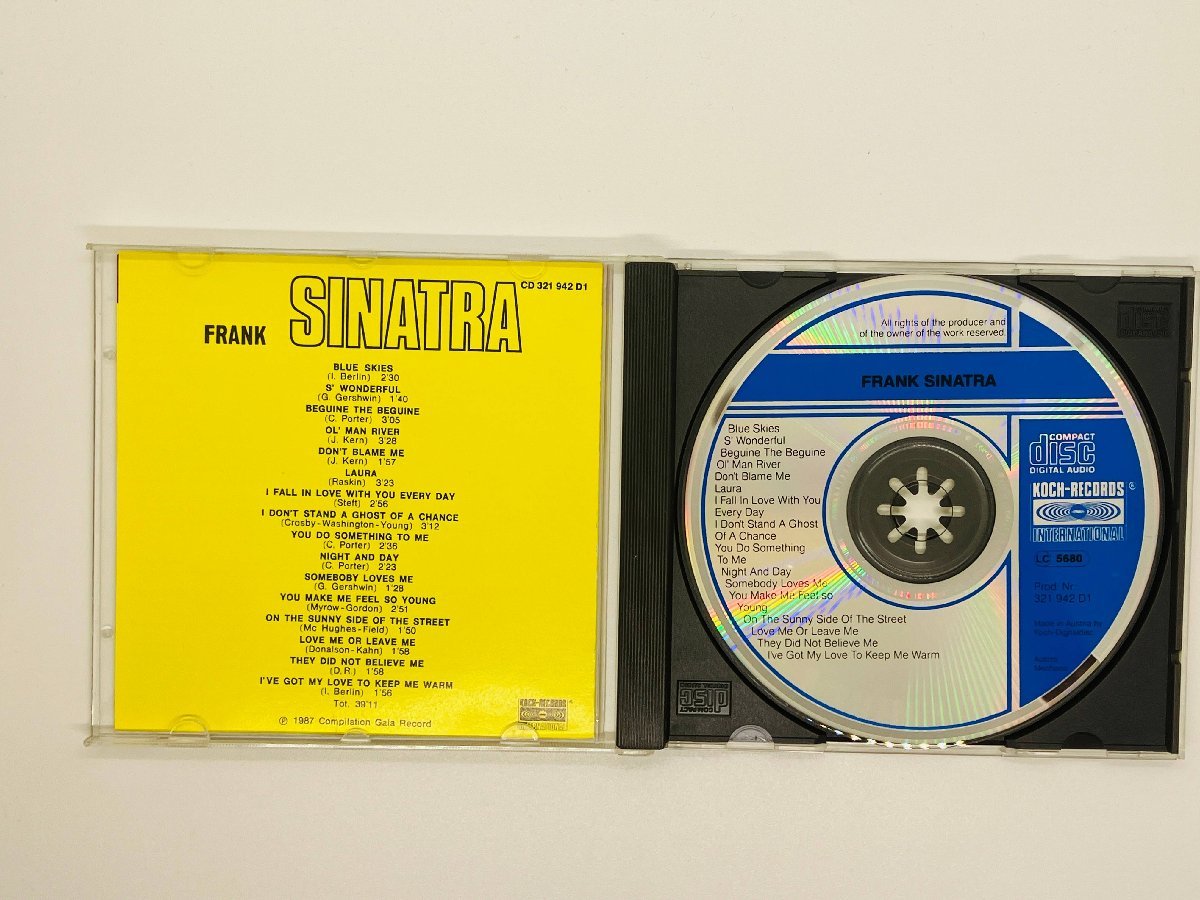 CD 321 942 D1
FRANK SINATRA
BLUE SKIES
(I. Berlin) 2'30
S' WONDERFUL
(G. Gershwin) 1'40
BEGUINE THE BEGUINE
(C. Porter) 3'05
OL' MAN RIVER
(J. Kern) 3'28
DON'T BLAME ME
(J. Kern) 1'57
LAURA
(Raskin) 3'23
I FALL IN LOVE WITH YOU EVERY DAY
(Steft) 2'56
I DON'T STAND A GHOST OF A CHANCE
(Crosby-Washington-Young) 3'12
YOU DO SOMETHING TO ME
(C. Porter) 2'36
NIGHT AND DAY
(C. Porter) 2'23
SOMEBOBY LOVES ME
(G. Gershwin) 1'28
YOU MAKE ME FEEL SO YOUNG
(Myrow-Gordon) 2'51
ON THE SUNNY SIDE OF THE STREET
(Mc Hughes-Field) 1'50
LOVE ME OR LEAVE ME
(Donalson-Kahn) 1'58
THEY DID NOT BELIEVE ME
(D.R.) 1'58
I'VE GOT MY LOVE TO KEEP ME WARM
(I. Berlin) 1'56
Tot. 39'11
℗ 1987 Compilation Gala Record
KOCH-RECORDS
INTERNATIONAL
All rights of the producer and
of the owner of the work reserved.
FRANK SINATRA
Blue Skies
S' Wonderful
Beguine The Beguine
Ol' Man River
Don't Blame Me
Laura
I Fall In Love With You
Every Day
I Don't Stand A Ghost
Of A Chance
You Do Something
To Me
Night And Day
Somebody Loves Me
You Make Me Feel so
Young
On The Sunny Side Of The Street
Love Me Or Leave Me
They Did Not Believe Me
I've Got My Love To Keep Me Warm
COMPACT
disc
DIGITAL AUDIO
KOCH-RECORDS®
INTERNATIONAL
LC 5680
Prod. Nr.
321 942 D1
Made in Austria by
Koch-Digitaldisc
Austro
Mechana
COMPACT
disc
DIGITAL AUDIO